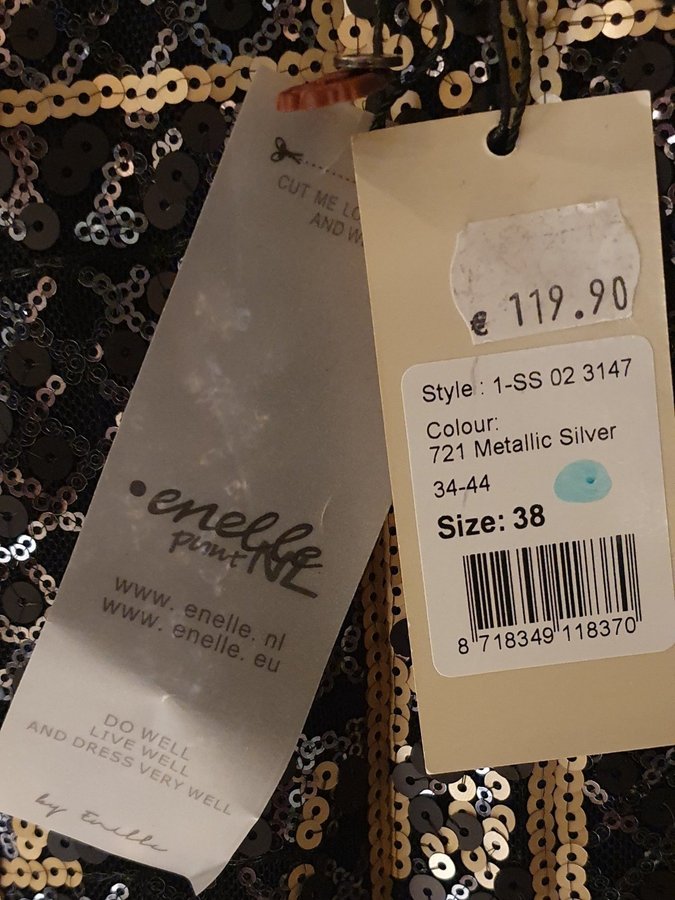 CUT ME LO
AND W
•enelle
punt NL
www. enelle. nl
www. enelle. eu
DO WELL
LIVE WELL
AND DRESS VERY WELL
by Enelle
€ 119.90
Style : 1-SS 02 3147
Colour:
721 Metallic Silver
34-44
Size: 38
8 718349 118370